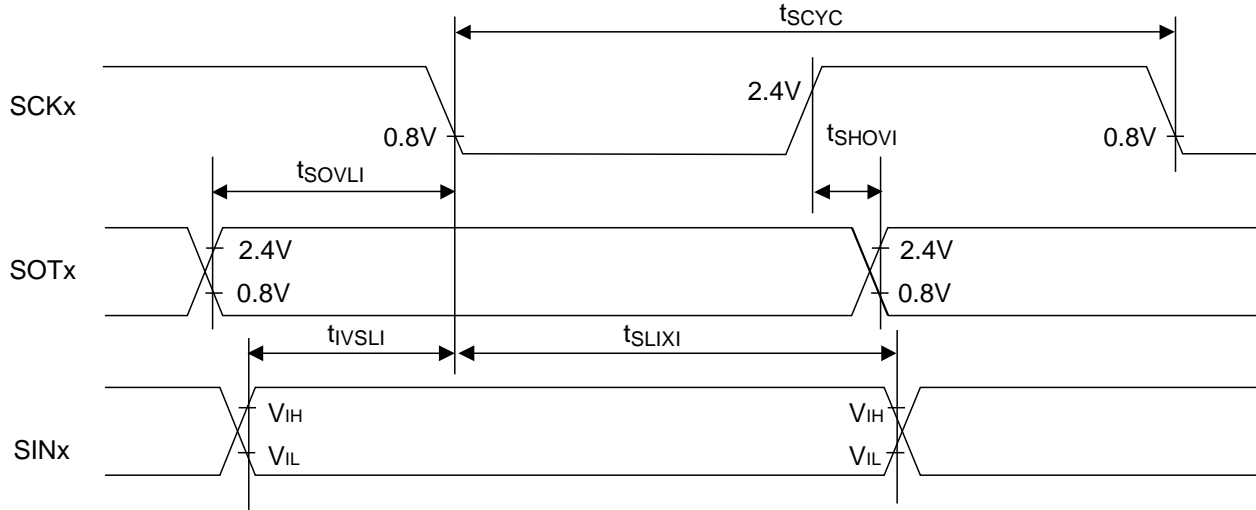 tSCYC
SCKx
2.4V
0.8V
tSHOVI
0.8V
tSOVLI
SOTx
2.4V
0.8V
2.4V
0.8V
tIVSLI
tSLIXI
SINx
VIH
VIL
VIH
VIL